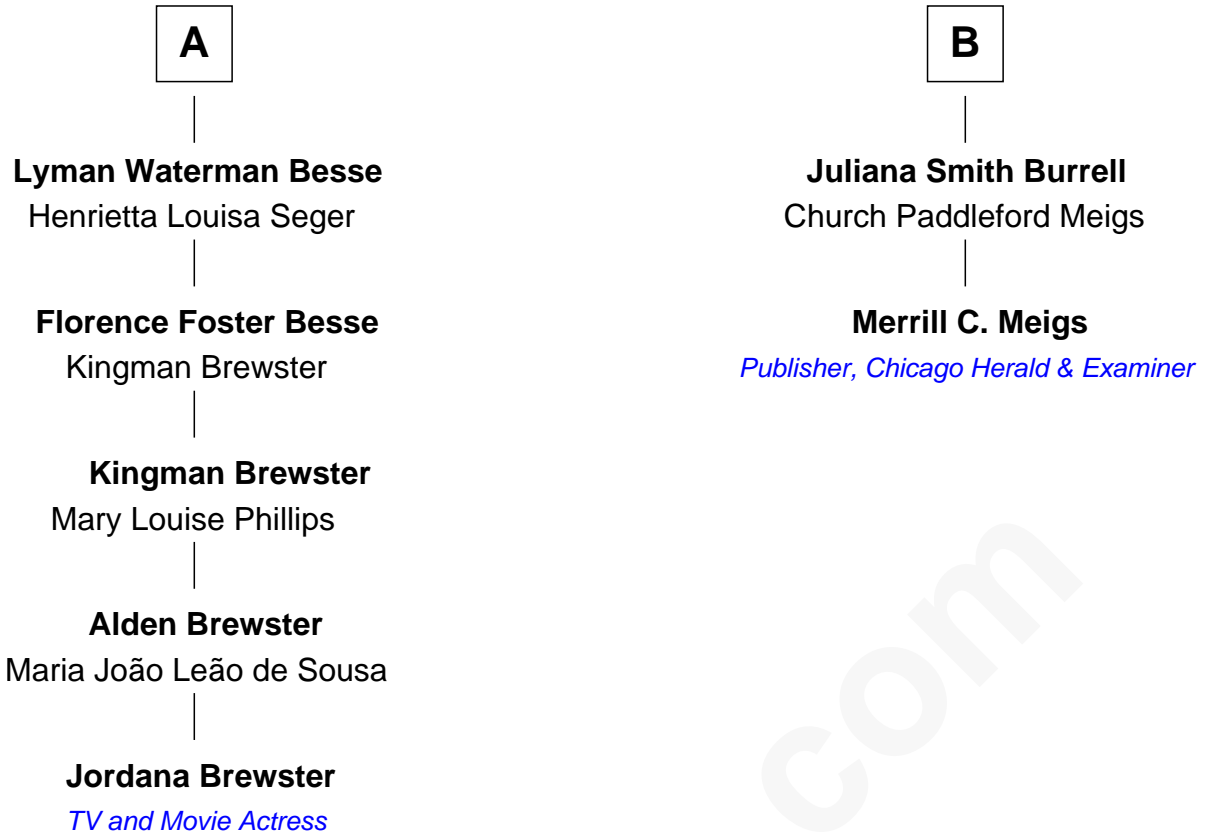 A
Lyman Waterman Besse
Henrietta Louisa Seger
Florence Foster Besse
Kingman Brewster
Kingman Brewster
Mary Louise Phillips
Alden Brewster
Maria João Leão de Sousa
Jordana Brewster
TV and Movie Actress
B
Juliana Smith Burrell
Church Paddleford Meigs
Merrill C. Meigs
Publisher, Chicago Herald & Examiner
com